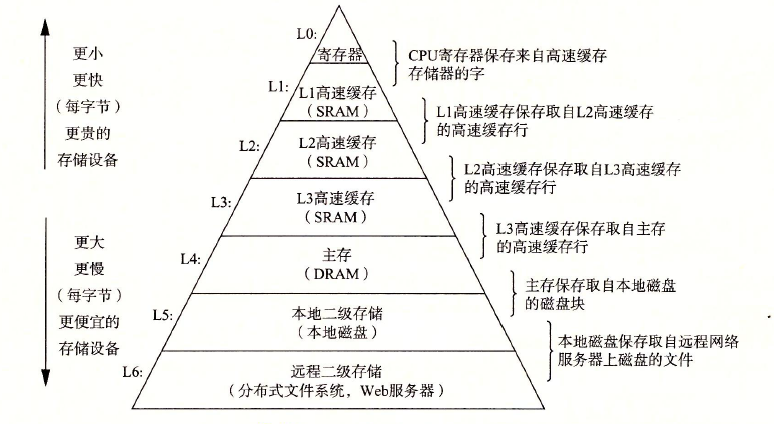 更小
更快
（每字节）
更贵的
存储设备
更大
更慢
（每字节）
更便宜的
存储设备
L0:
寄存器
CPU寄存器保存来自高速缓存
存储器的字
L1:
L1高速缓存
（SRAM）
L1高速缓存保存取自L2高速缓存
的高速缓存行
L2:
L2高速缓存
（SRAM）
L2高速缓存保存取自L3高速缓存
的高速缓存行
L3:
L3高速缓存
（SRAM）
L3高速缓存保存取自主存
的高速缓存行
L4:
主存
（DRAM）
主存保存取自本地磁盘
的磁盘块
L5:
本地二级存储
（本地磁盘）
本地磁盘保存取自远程网络
服务器上磁盘的文件
L6:
远程二级存储
（分布式文件系统，Web服务器）